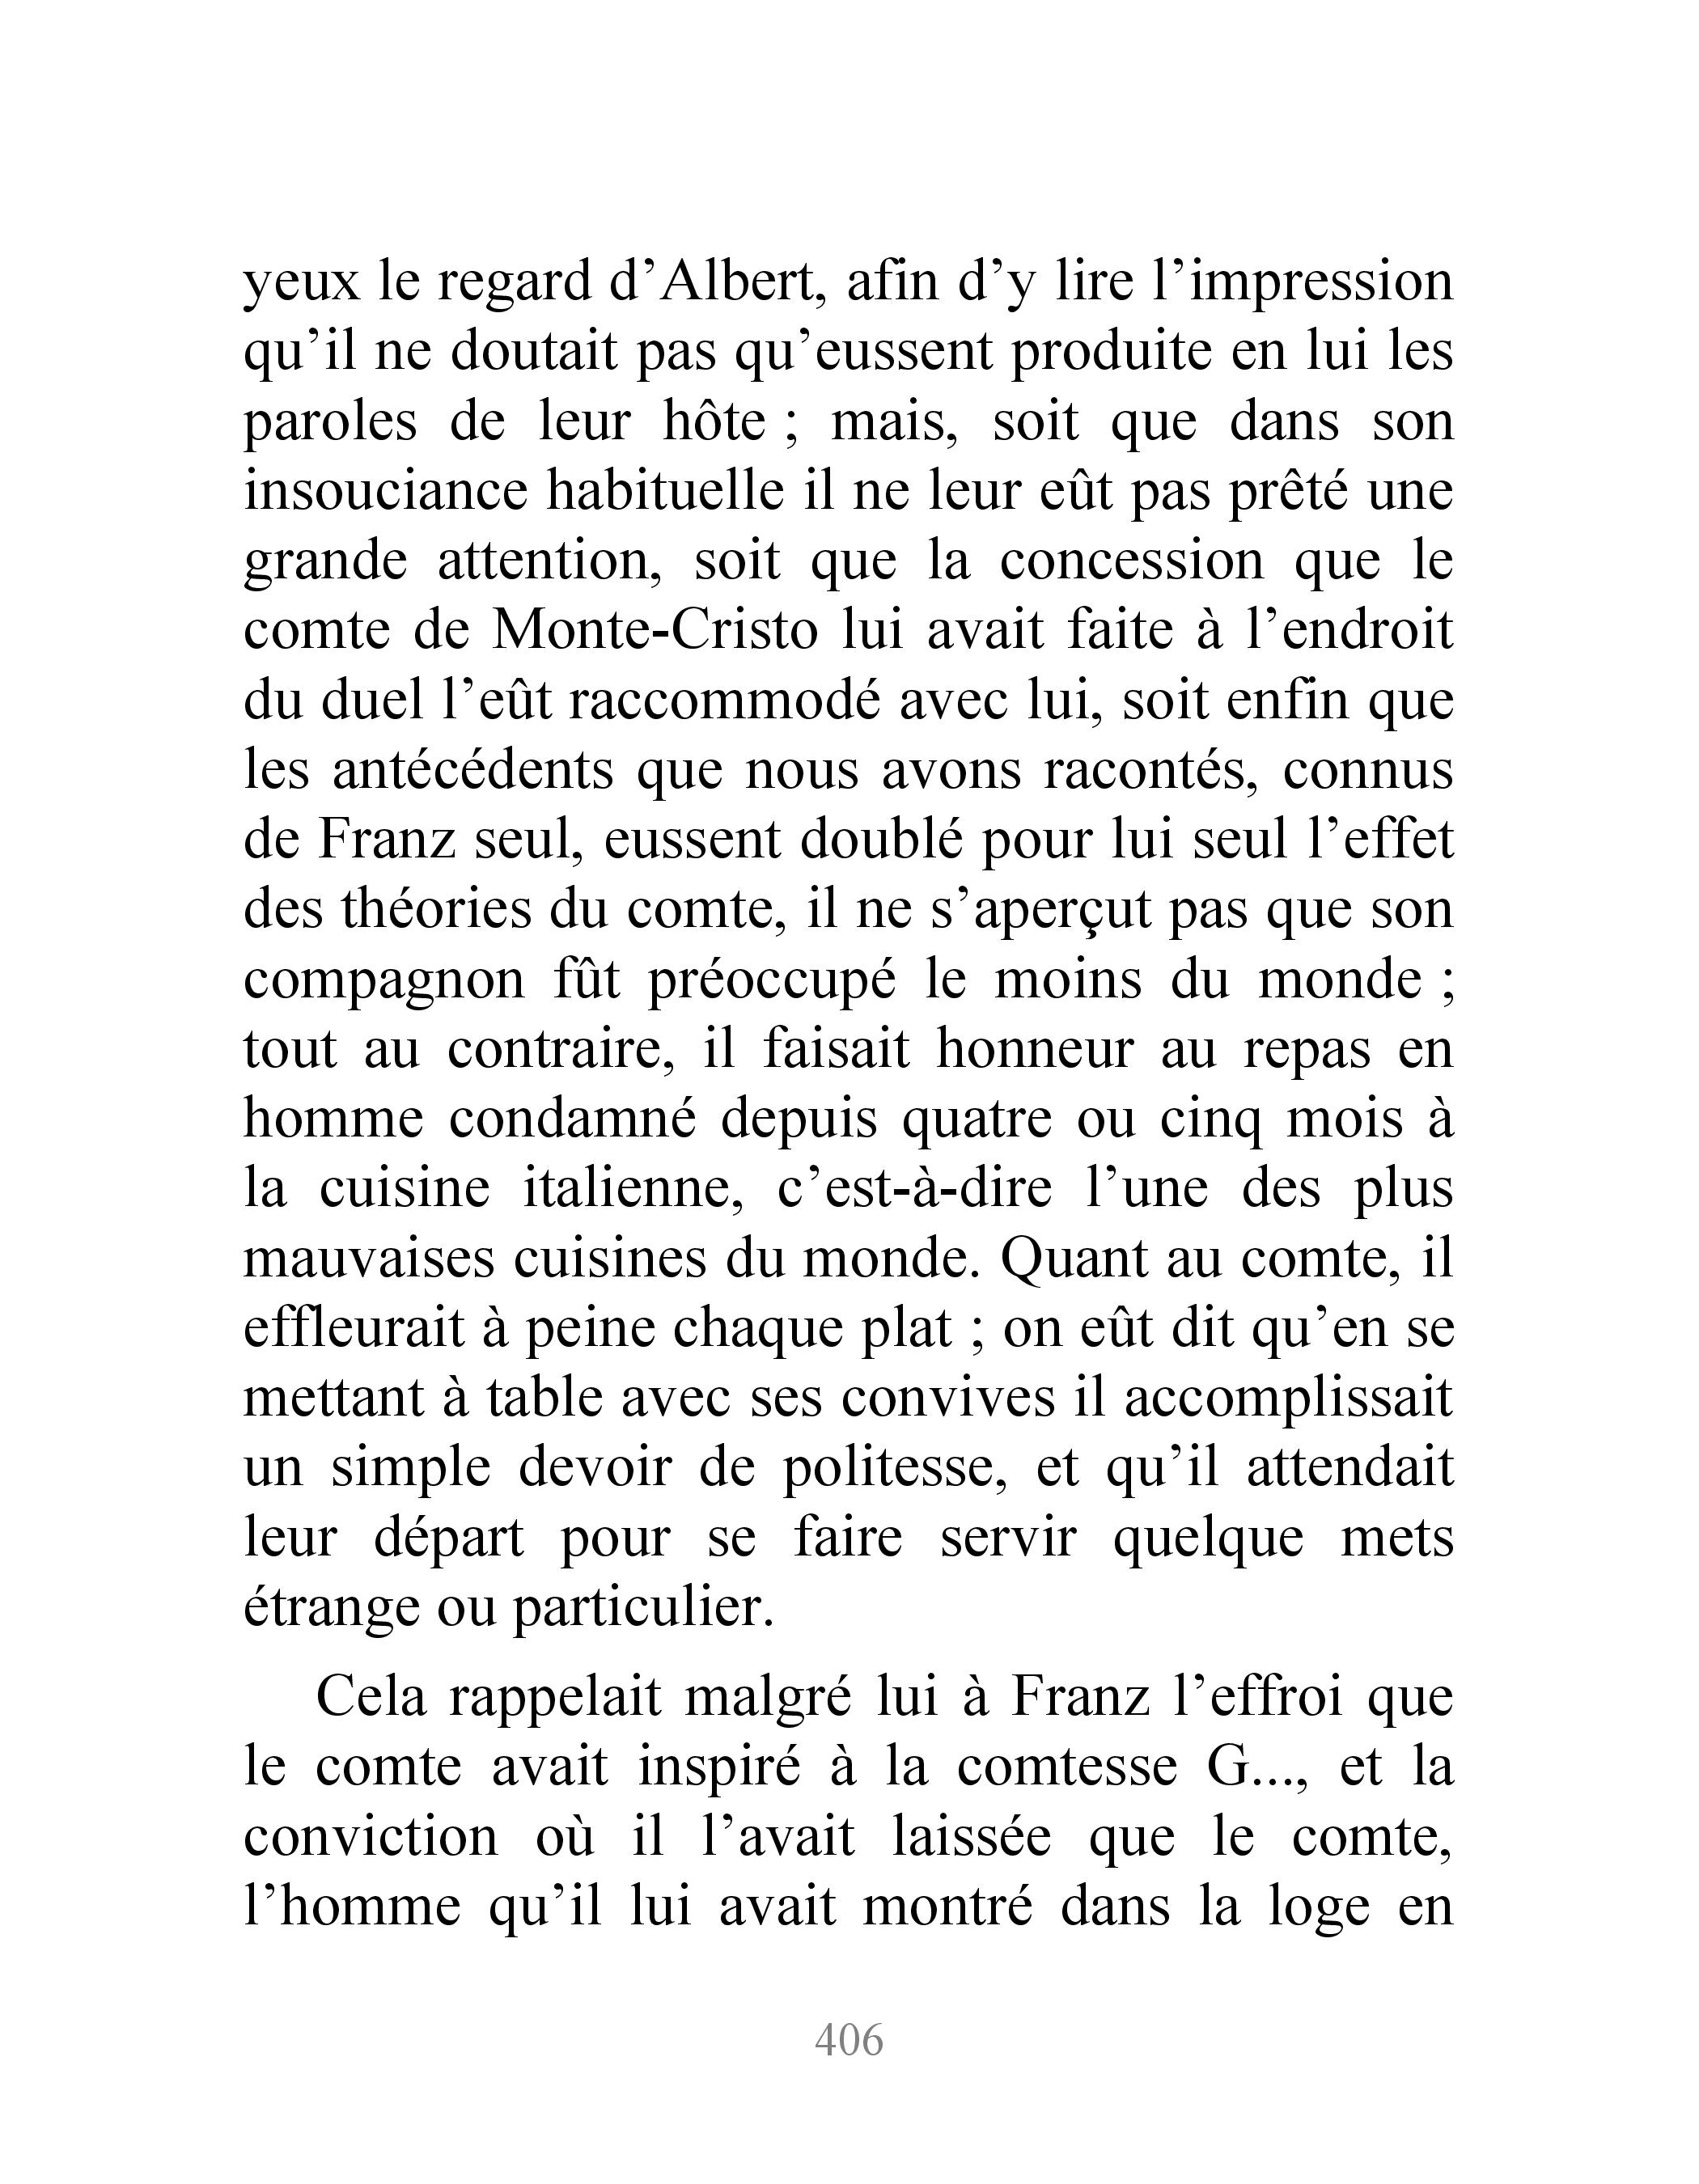 yeux le regard d’Albert, afin d’y lire l’impression
qu’il ne doutait pas qu’eussent produite en lui les
paroles de leur hôte ; mais, soit que dans son
insouciance habituelle il ne leur eût pas prêté une
grande attention, soit que la concession que le
comte de Monte-Cristo lui avait faite à l’endroit
du duel l’eût raccommodé avec lui, soit enfin que
les antécédents que nous avons racontés, connus
de Franz seul, eussent doublé pour lui seul l’effet
des théories du comte, il ne s’aperçut pas que son
compagnon fût préoccupé le moins du monde ;
tout au contraire, il faisait honneur au repas en
homme condamné depuis quatre ou cinq mois à
la cuisine italienne, c’est-à-dire l’une des plus
mauvaises cuisines du monde. Quant au comte, il
effleurait à peine chaque plat ; on eût dit qu’en se
mettant à table avec ses convives il accomplissait
un simple devoir de politesse, et qu’il attendait
leur départ pour se faire servir quelque mets
étrange ou particulier.
Cela rappelait malgré lui à Franz l’effroi que
le comte avait inspiré à la comtesse G..., et la
conviction où il l’avait laissée que le comte,
l’homme qu’il lui avait montré dans la loge en
406